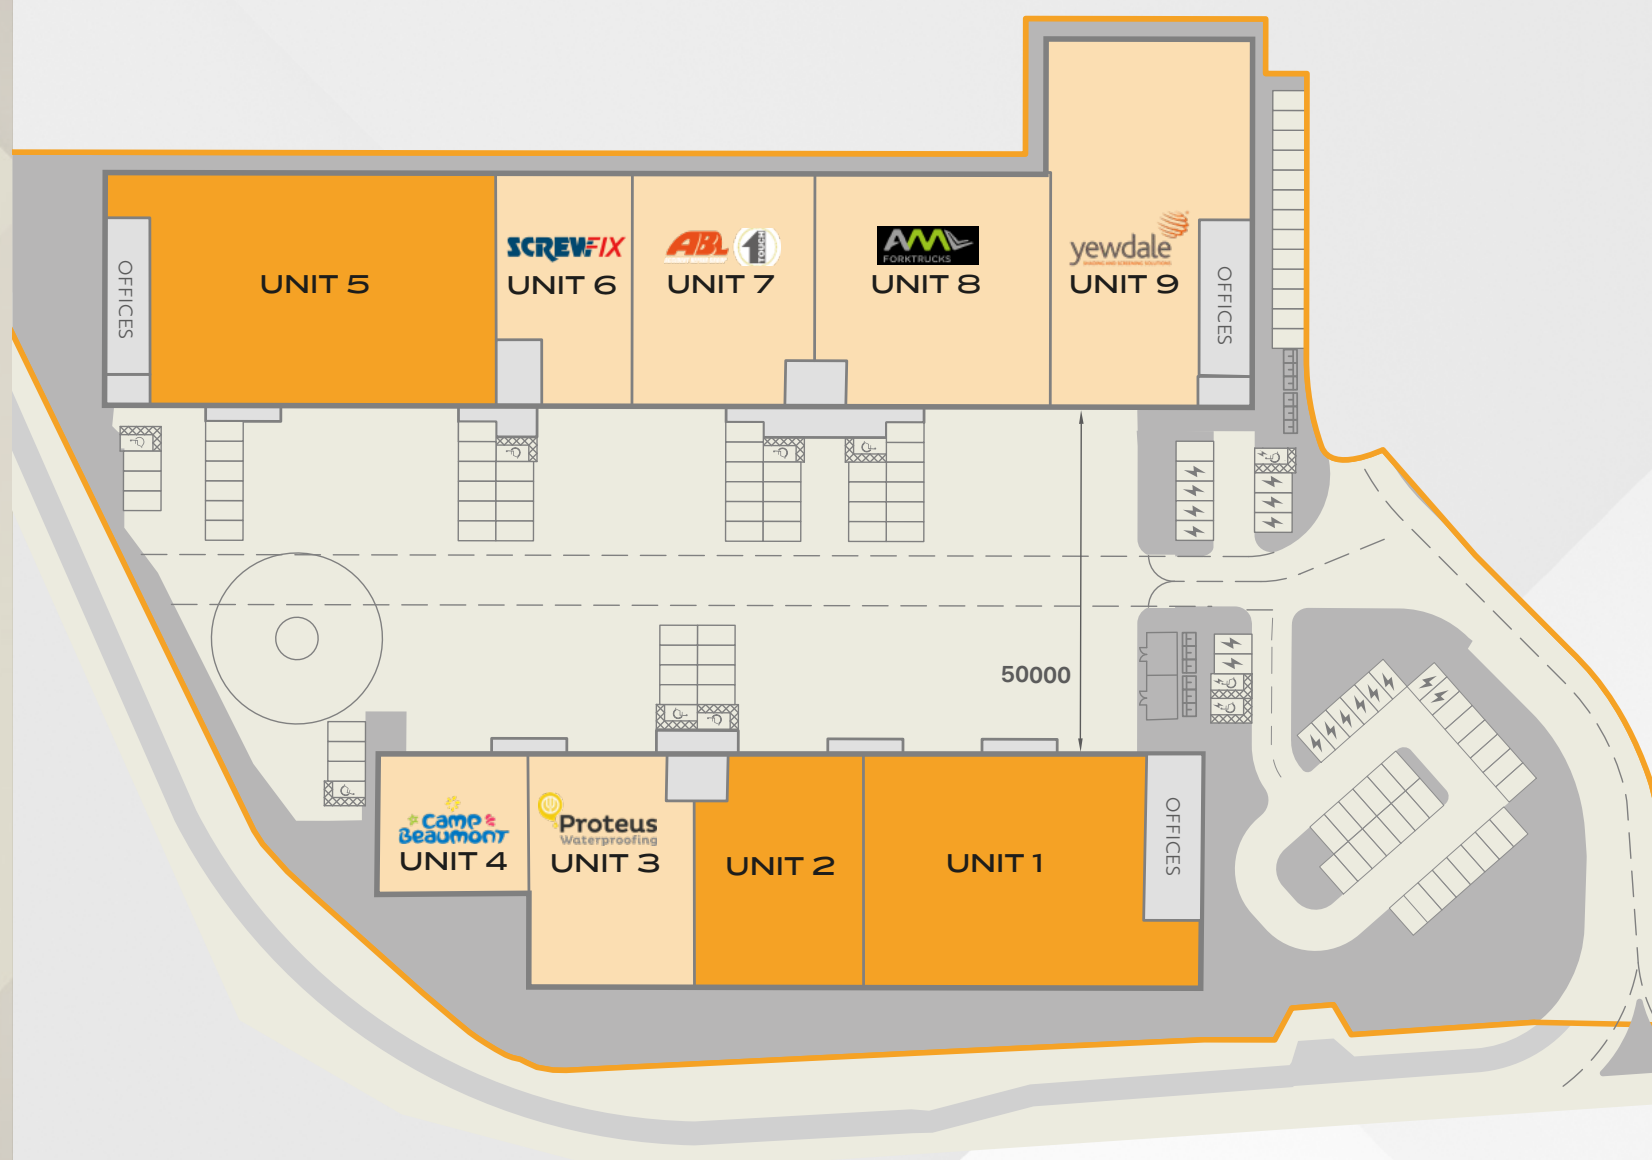 OFFICES
UNIT 5
SCREWFIX
UNIT 6
ABL 1 TOUCH
UNIT 7
AML
FORKTRUCKS
UNIT 8
yewdale
UNIT 9
OFFICES
50000
Camp
Beaumont
UNIT 4
Proteus
Waterproofing
UNIT 3
UNIT 2
UNIT 1
OFFICES